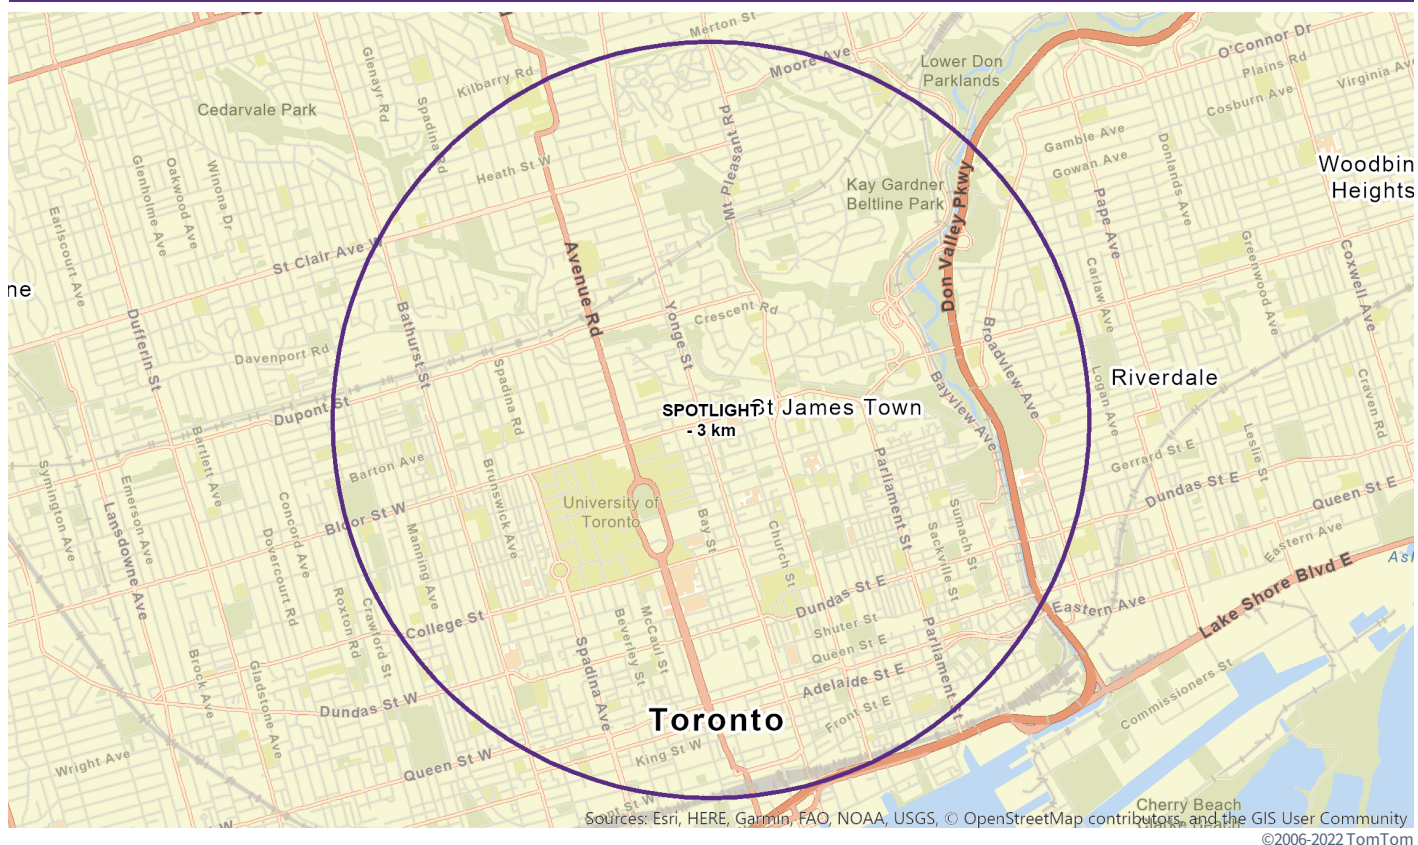 Merton St
Moore Ave
O'Connor Dr
Plains Rd
Lower Don
Parklands
Virginia Ave
Glenayr Rd
Kilbarry Rd
Cosburn Ave
Cedarvale Park
Spadina Rd
Mt Pleasant Rd
Gamble Ave
Gowan Ave
Donlands Ave
Woodbin
Heights
Heath St W
Kay Gardner
Beltline Park
Glenholme Ave
Oakwood Ave
Winona Dr
Earlscourt Ave
Don Valley Pkwy
Pape Ave
St Clair Ave W
Avenue Rd
Greenwood Ave
Coxwell Ave
Carlaw Ave
ne
Dufferin St
Bathurst St
Yonge St
Crescent Rd
Broadview Ave
Davenport Rd
Spadina Rd
Riverdale
Logan Ave
Craven Rd
Dupont St
SPOTLIGHT
- 3 km
St James Town
Bayview Ave
Bartlett Ave
Barton Ave
Gerrard St E
Leslie St
Symington Ave
Emerson Ave
Lansdowne Ave
Concord Ave
Dovercourt Rd
Bloor St W
Brunswick Ave
University of
Toronto
Bay St
Church St
Parliament St
Sumach St
Sackville St
Dundas St E
Queen St E
Eastern Ave
Manning Ave
Roxton Rd
Crawford St
College St
Dundas St E
Shuter St
Queen St E
Adelaide St E
Eastern Ave
Lake Shore Blvd E
Beverley St
McCaul St
Spadina Ave
Parliament St
Brock Ave
Gladstone Ave
Dundas St W
Toronto
Front St E
Commissioners St
Wright Ave
Queen St W
King St W
Cherry Beach
Clarke Beach
Sources: Esri, HERE, Garmin, FAO, NOAA, USGS, © OpenStreetMap contributors, and the GIS User Community
©2006-2022 TomTom